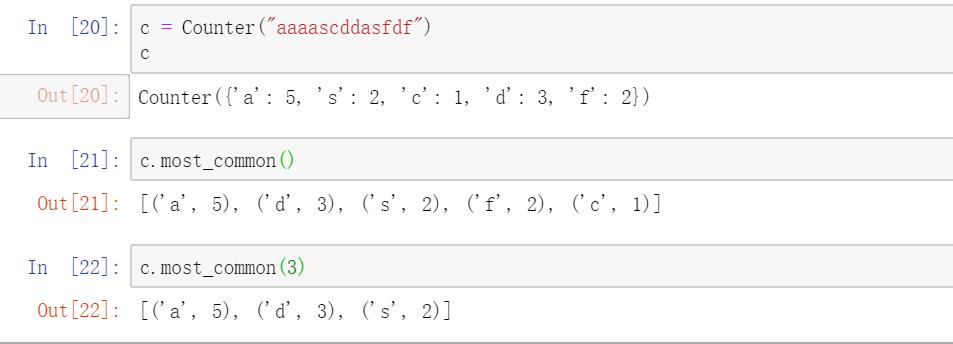 In [20]: c = Counter("aaaascddasfdf")
c
Out[20]: Counter({'a': 5, 's': 2, 'c': 1, 'd': 3, 'f': 2})
In [21]: c.most_common()
Out[21]: [('a', 5), ('d', 3), ('s', 2), ('f', 2), ('c', 1)]
In [22]: c.most_common(3)
Out[22]: [('a', 5), ('d', 3), ('s', 2)]